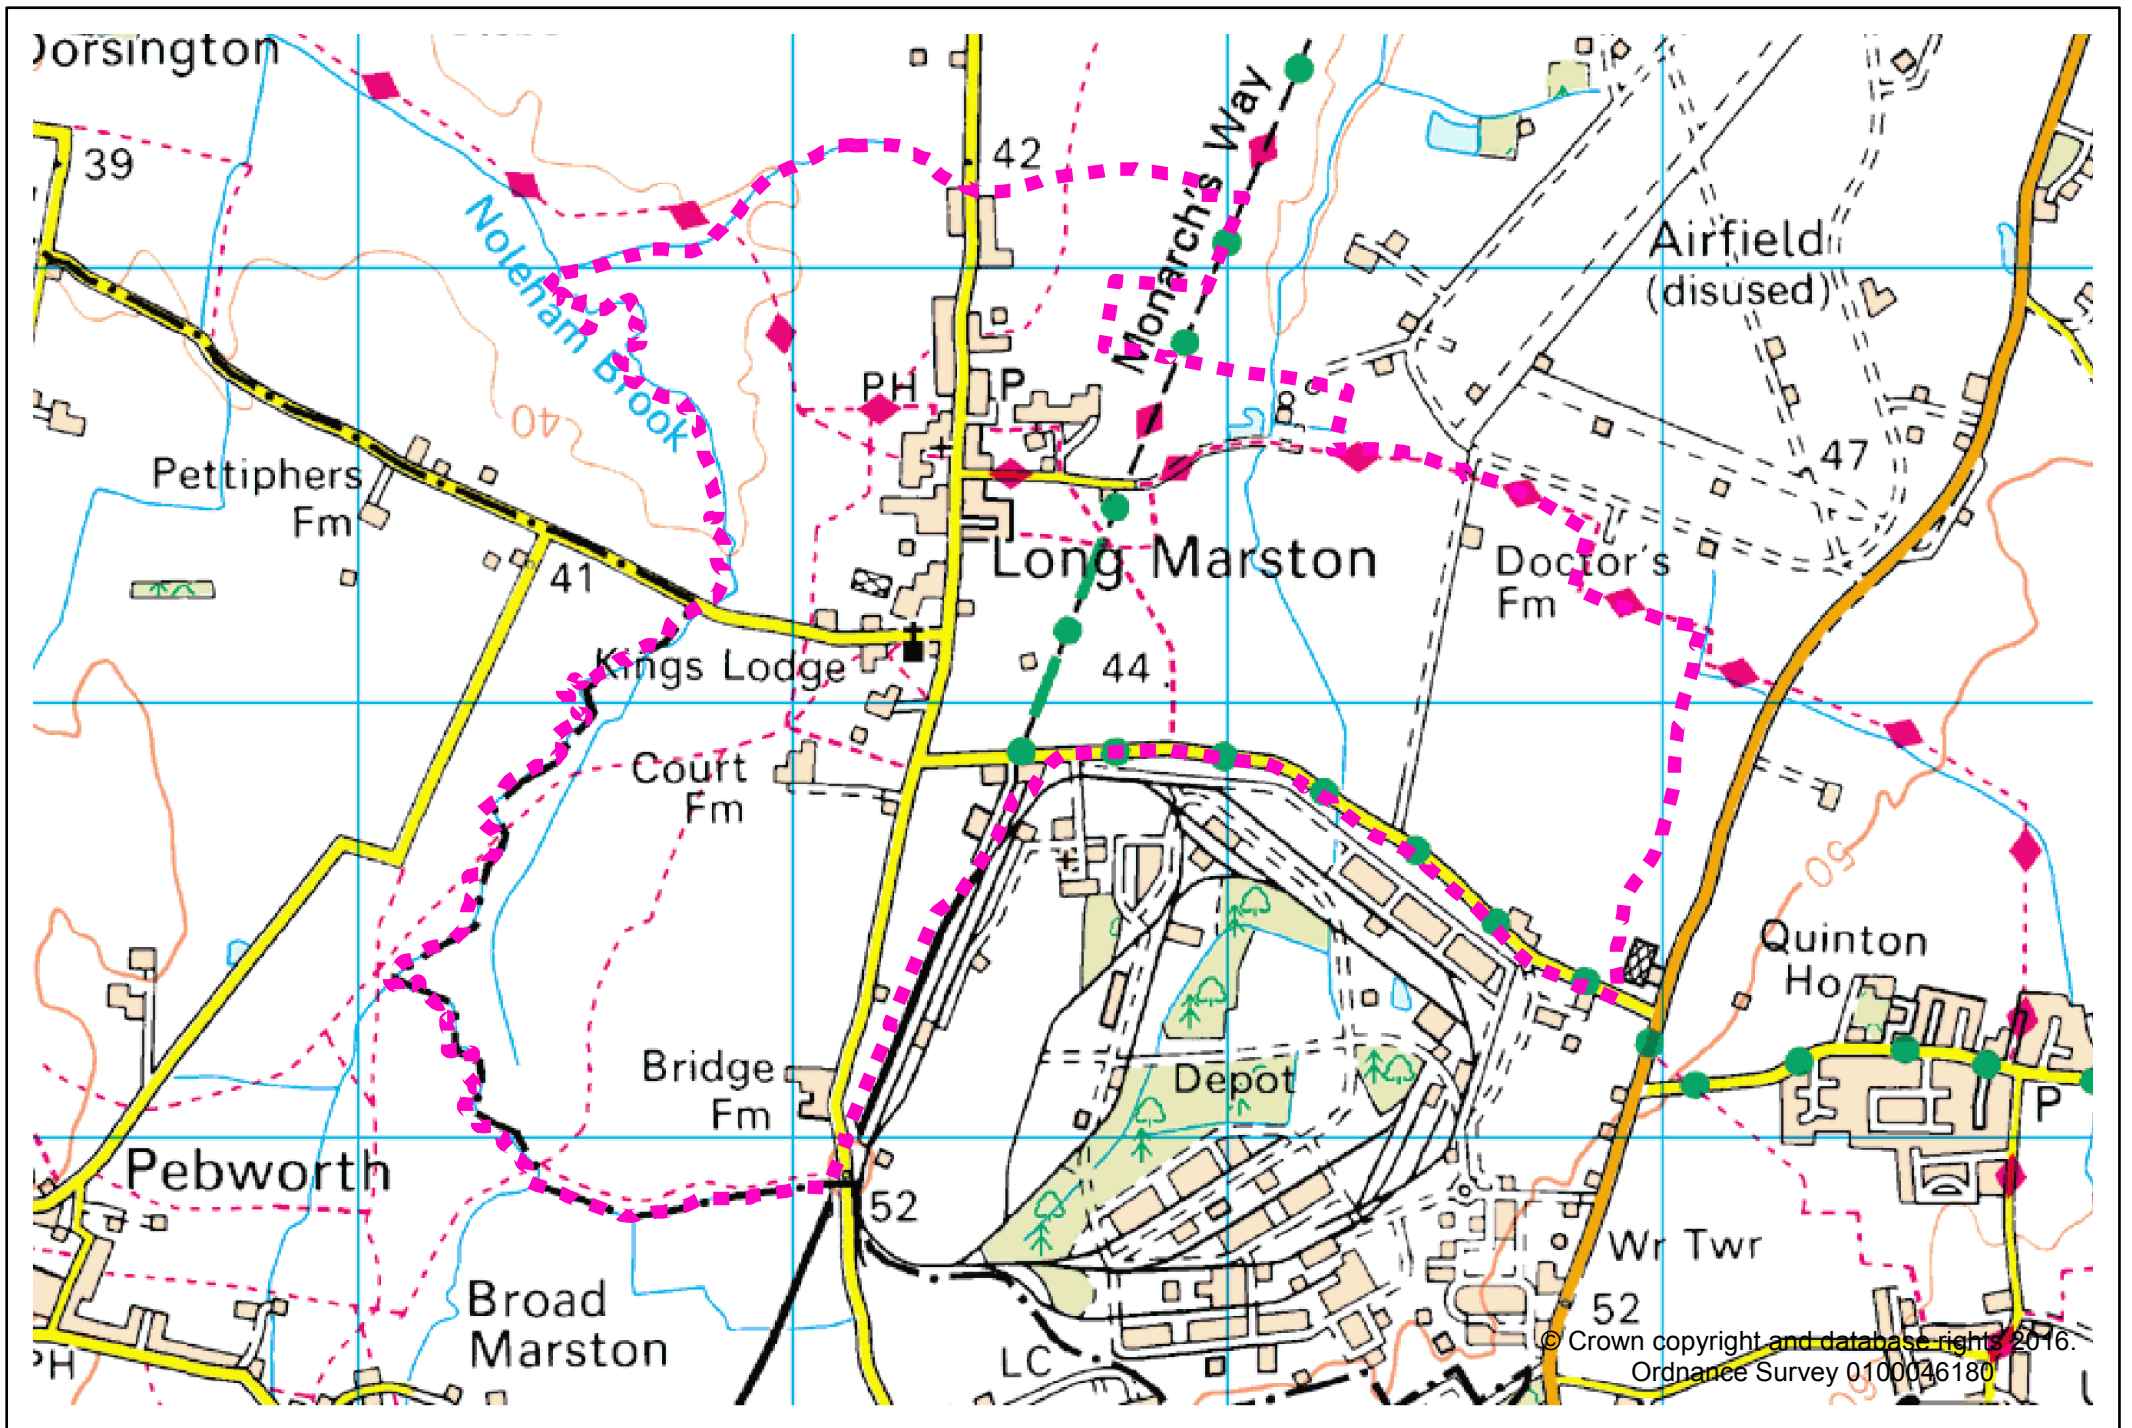 Dorsington
39
42
Monarch's Way
Noleham Brook
Airfield
(disused)
PH
P
40
47
Pettiphers
Fm
41
Long Marston
Doctor's
Fm
Kings Lodge
44
Court
Fm
50
Quinton
Ho
Bridge
Fm
Depot
P
Pebworth
52
Wr Twr
Broad
Marston
52
LC
PH
© Crown copyright and database rights 2016.
Ordnance Survey 0100046180
60